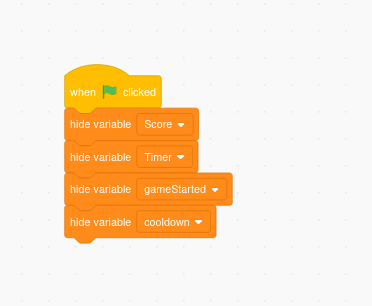 when clicked
hide variable Score
hide variable Timer
hide variable gameStarted
hide variable cooldown